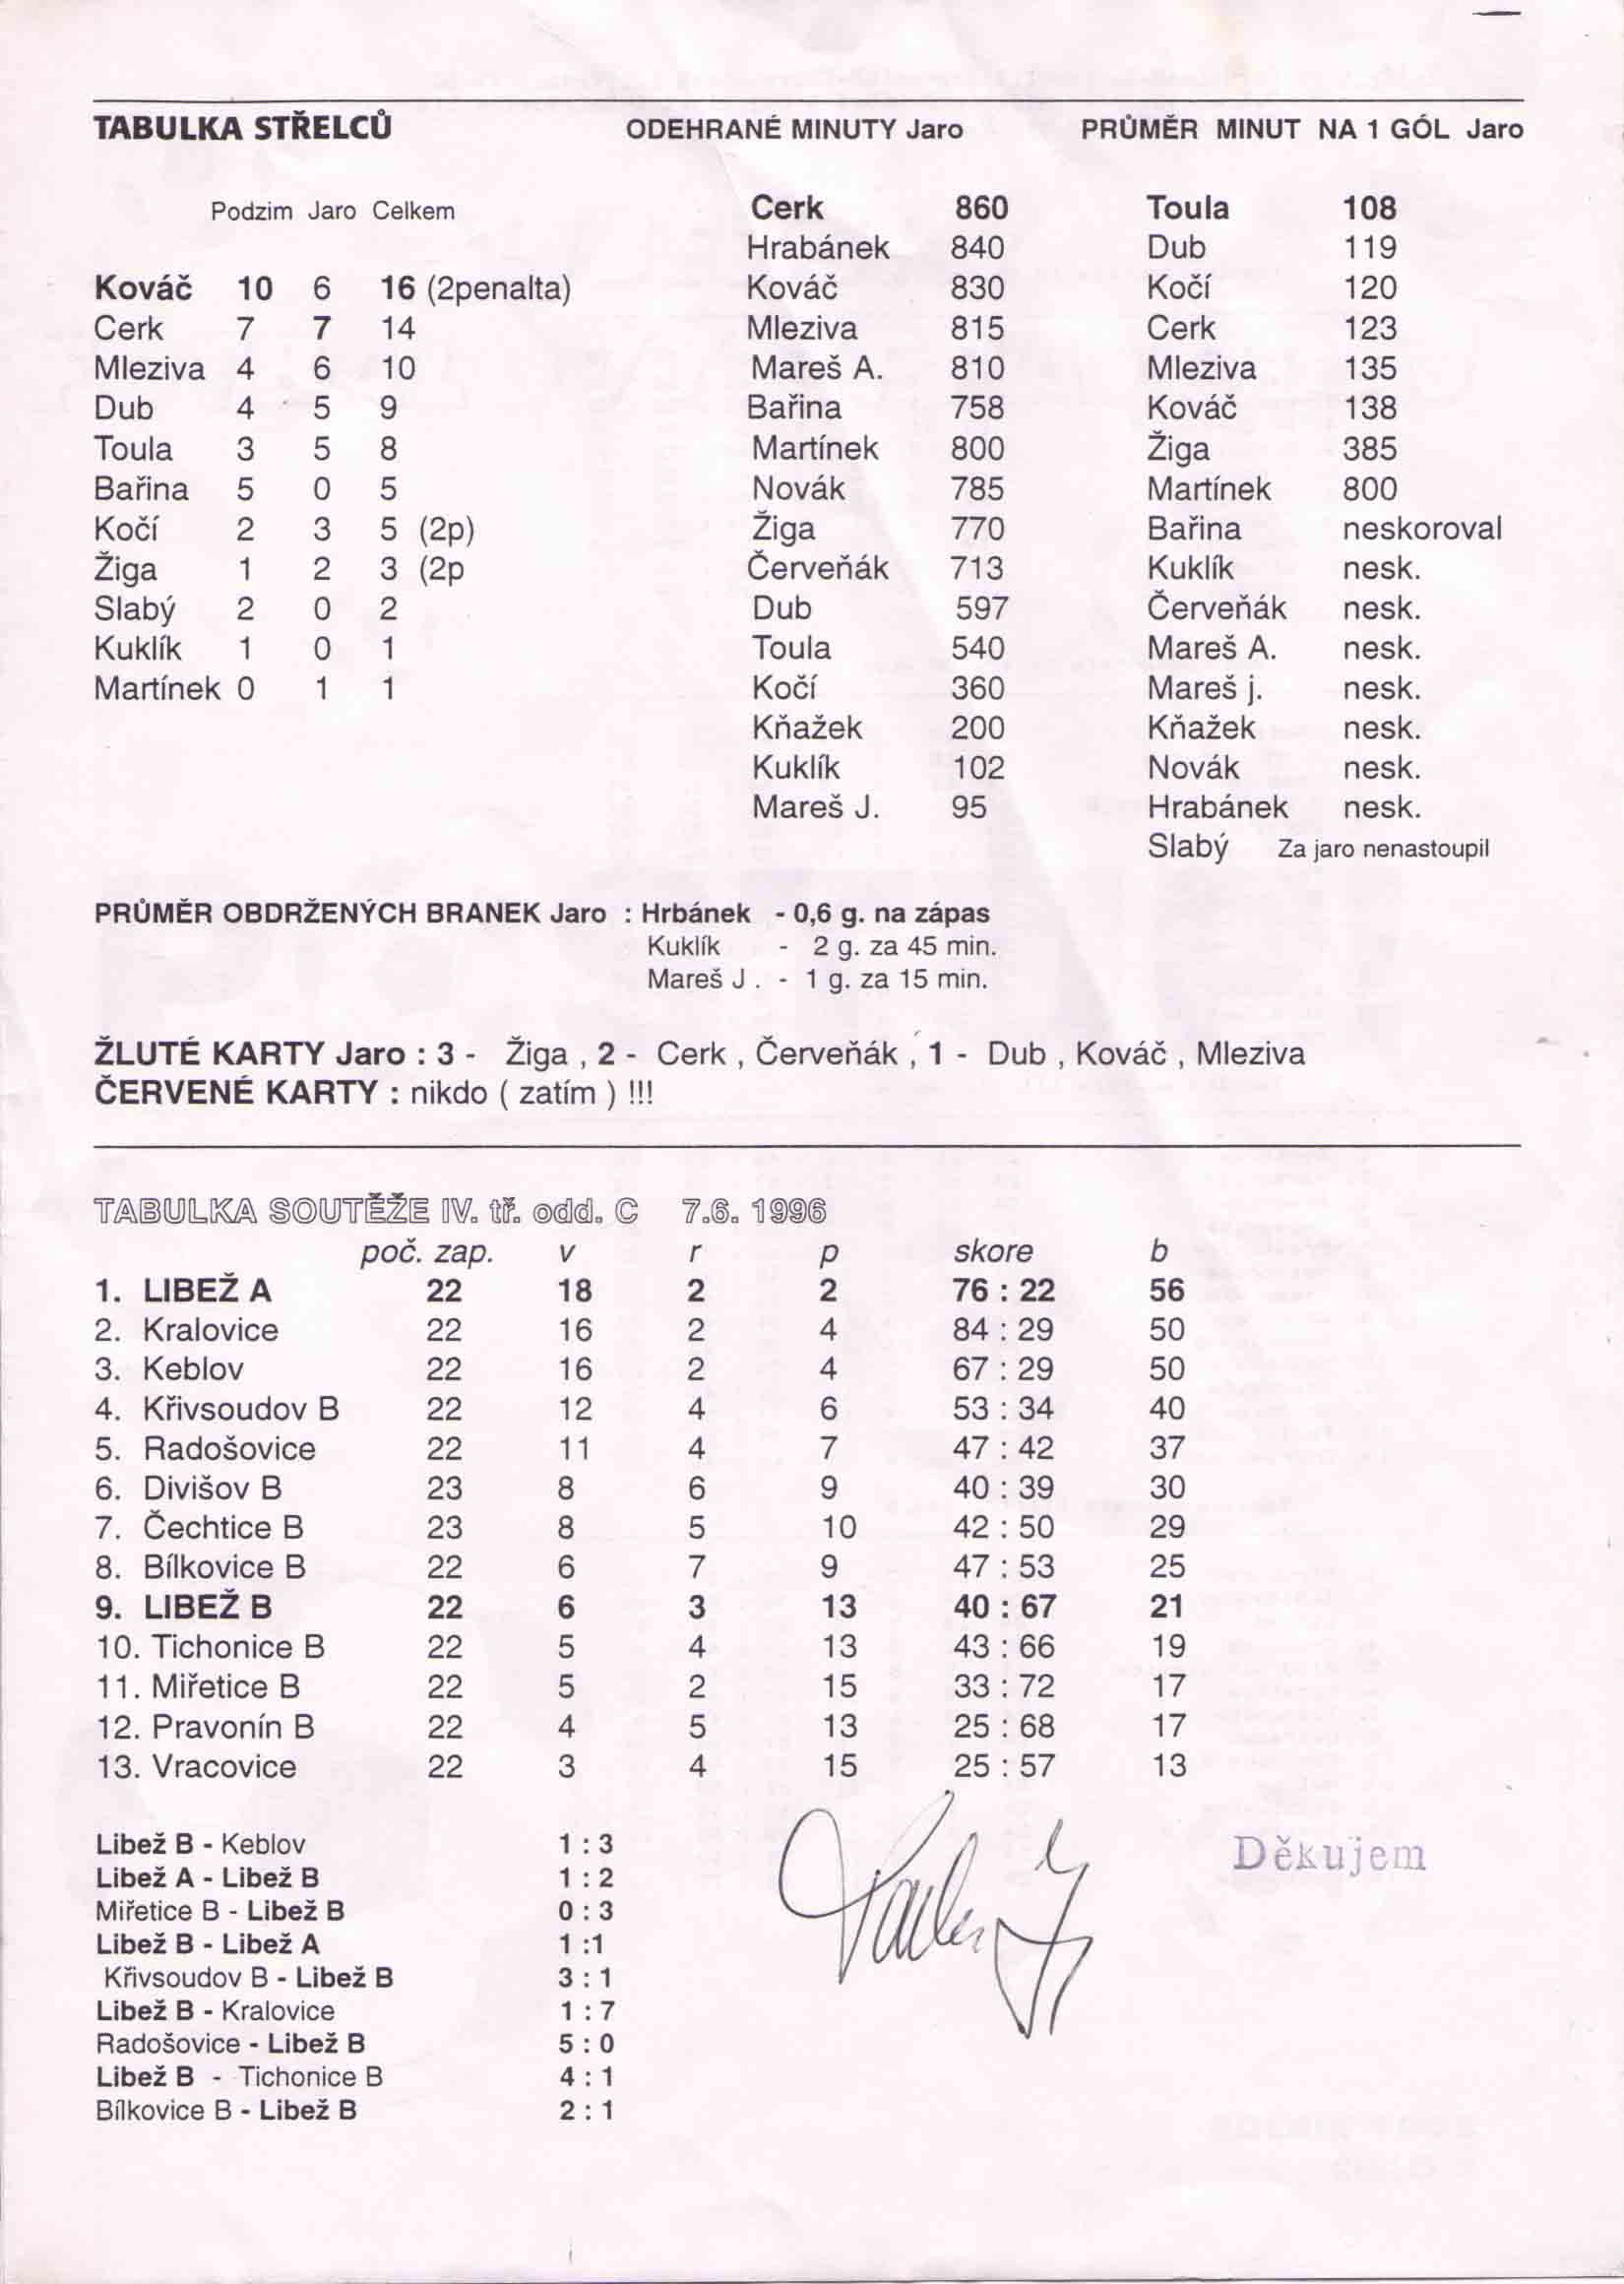 TABULKA STŘELCŮ ODEHRANÉ MINUTY Jaro PRŮMĚR MINUT NA 1 GÓL Jaro
Podzim Jaro Celkem
Kováč 10 6 16 (2penalta)
Cerk 7 7 14
Mleziva 4 6 10
Dub 4 5 9
Toula 3 5 8
Bařina 5 0 5
Kočí 2 3 5 (2p)
Žiga 1 2 3 (2p
Slabý 2 0 2
Kuklík 1 0 1
Martínek 0 1 1
Cerk 860
Hrabánek 840
Kováč 830
Mleziva 815
Mareš A. 810
Bařina 758
Martínek 800
Novák 785
Žiga 770
Červeňák 713
Dub 597
Toula 540
Kočí 360
Kňažek 200
Kuklík 102
Mareš J. 95
Toula 108
Dub 119
Kočí 120
Cerk 123
Mleziva 135
Kováč 138
Žiga 385
Martínek 800
Bařina neskoroval
Kuklík nesk.
Červeňák nesk.
Mareš A. nesk.
Mareš j. nesk.
Kňažek nesk.
Novák nesk.
Hrabánek nesk.
Slabý Za jaro nenastoupil
PRŮMĚR OBDRŽENÝCH BRANEK Jaro : Hrbánek - 0,6 g. na zápas
Kuklík - 2 g. za 45 min.
Mareš J . - 1 g. za 15 min.
ŽLUTÉ KARTY Jaro : 3 - Žiga , 2 - Cerk , Červeňák , 1 - Dub , Kováč , Mleziva
ČERVENÉ KARTY : nikdo ( zatím ) !!!
TABULKA SOUTĚŽE IV. tř. odd. C 7.6. 1996
poč. zap. v r p skore b
1. LIBEŽ A 22 18 2 2 76 : 22 56
2. Kralovice 22 16 2 4 84 : 29 50
3. Keblov 22 16 2 4 67 : 29 50
4. Křivsoudov B 22 12 4 6 53 : 34 40
5. Radošovice 22 11 4 7 47 : 42 37
6. Divišov B 23 8 6 9 40 : 39 30
7. Čechtice B 23 8 5 10 42 : 50 29
8. Bílkovice B 22 6 7 9 47 : 53 25
9. LIBEŽ B 22 6 3 13 40 : 67 21
10. Tichonice B 22 5 4 13 43 : 66 19
11. Miřetice B 22 5 2 15 33 : 72 17
12. Pravonín B 22 4 5 13 25 : 68 17
13. Vracovice 22 3 4 15 25 : 57 13
Libež B - Keblov 1 : 3
Libež A - Libež B 1 : 2
Miřetice B - Libež B 0 : 3
Libež B - Libež A 1 :1
Křivsoudov B - Libež B 3 : 1
Libež B - Kralovice 1 : 7
Radošovice - Libež B 5 : 0
Libež B - Tichonice B 4 : 1
Bílkovice B - Libež B 2 : 1
Děkujem